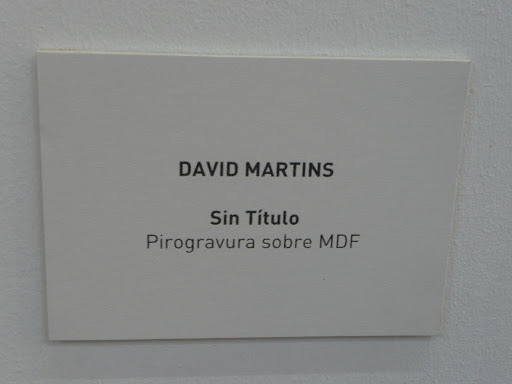 DAVID MARTINS
Sin Título
Pirogravura sobre MDF